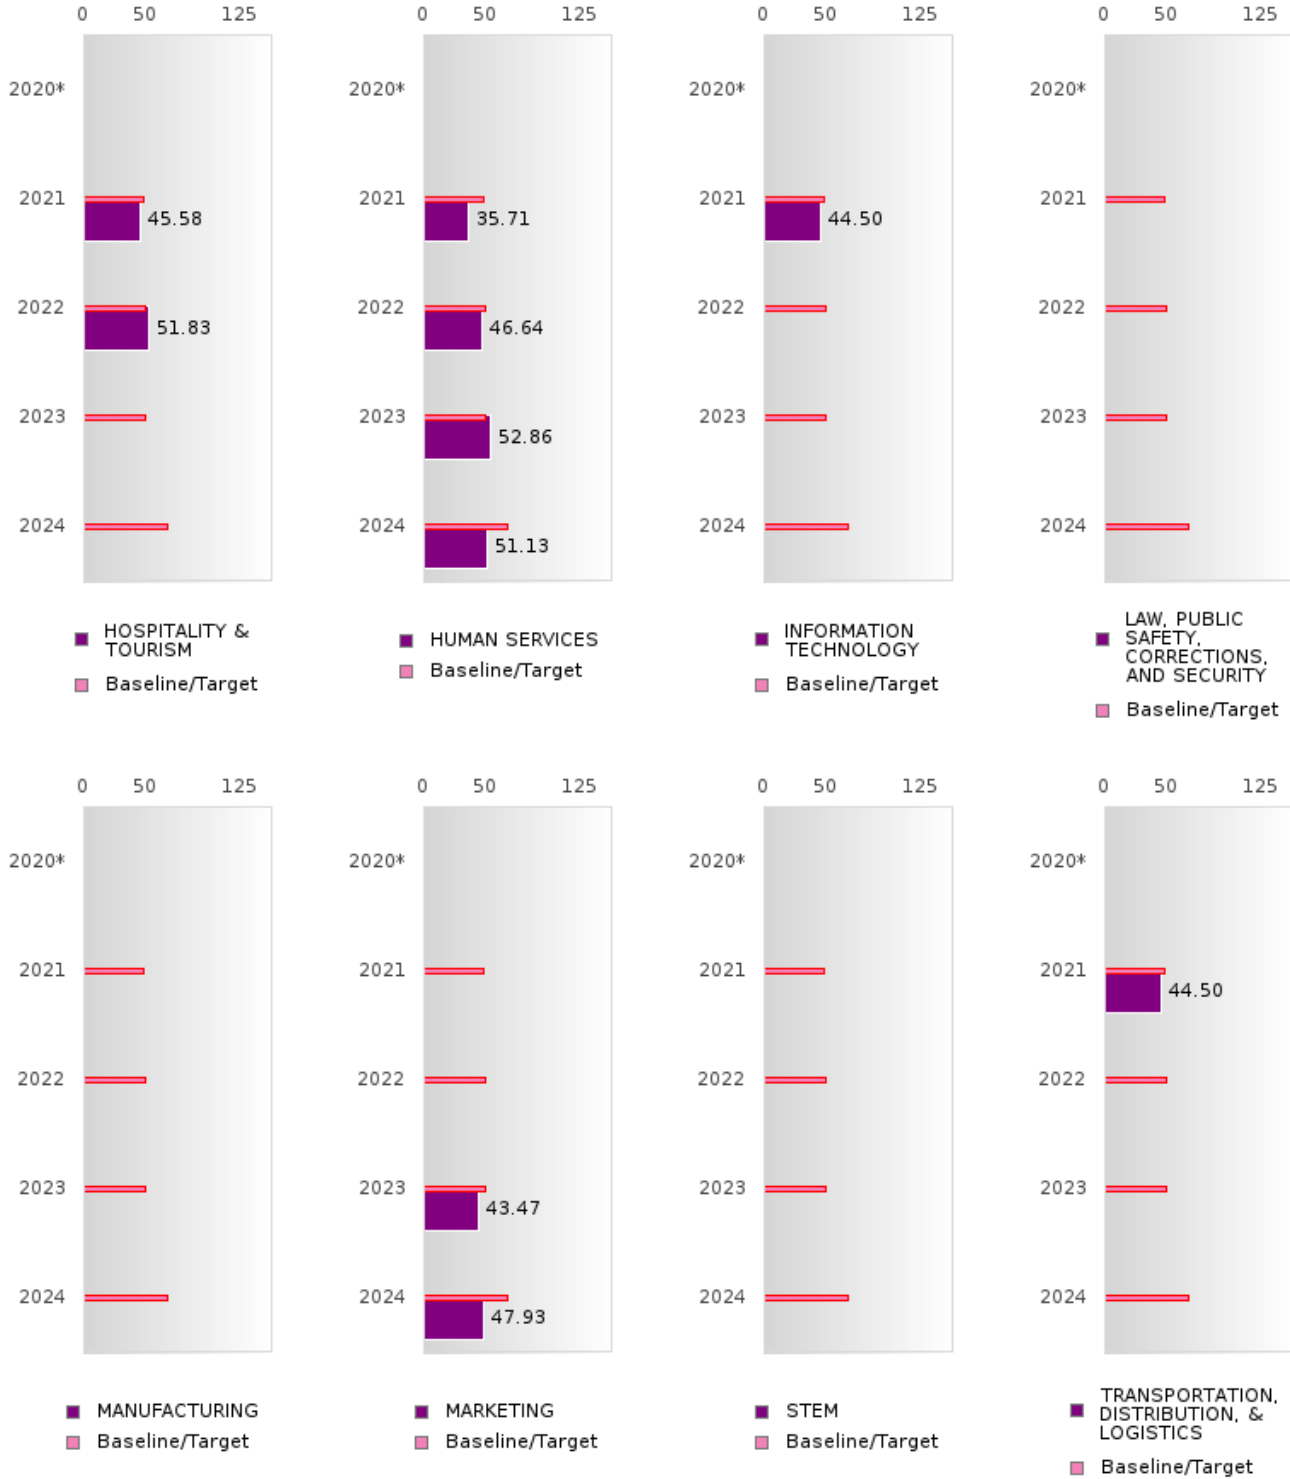 0 50 125
0 50 125
0 50 125
0 50 125
2020*
2020*
2020*
2020*
2021
45.58
2021
35.71
2021
44.50
2021
2022
51.83
2022
46.64
2022
2022
2023
2023
52.86
2023
2023
2024
2024
51.13
2024
2024
HOSPITALITY &
TOURISM
Baseline/Target
HUMAN SERVICES
Baseline/Target
INFORMATION
TECHNOLOGY
Baseline/Target
LAW, PUBLIC
SAFETY,
CORRECTIONS,
AND SECURITY
Baseline/Target
0 50 125
0 50 125
0 50 125
0 50 125
2020*
2020*
2020*
2020*
2021
2021
2021
2021
44.50
2022
2022
2022
2022
2023
2023
43.47
2023
2023
2024
2024
47.93
2024
2024
MANUFACTURING
Baseline/Target
MARKETING
Baseline/Target
STEM
Baseline/Target
TRANSPORTATION,
DISTRIBUTION, &
LOGISTICS
Baseline/Target